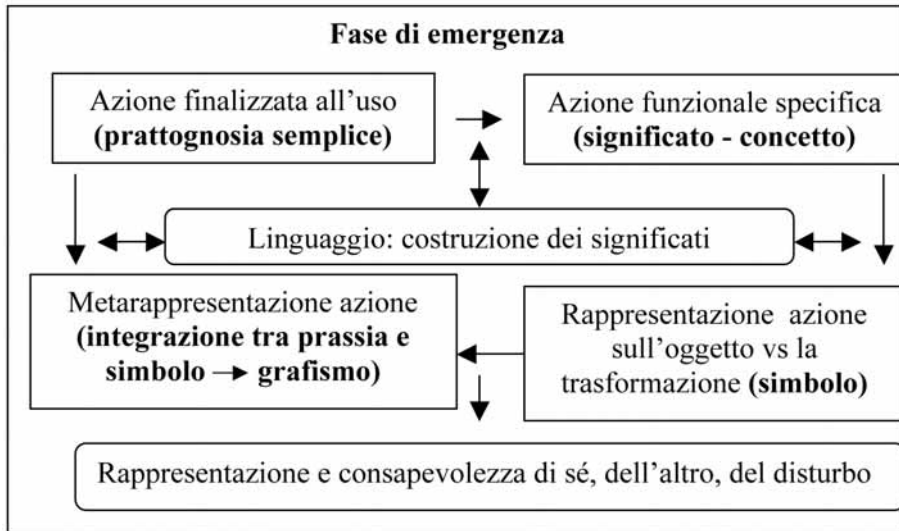 Fase di emergenza
Azione finalizzata all'uso
(prattognosia semplice)
Azione funzionale specifica
(significato - concetto)
Linguaggio: costruzione dei significati
Metarappresentazione azione
(integrazione tra prassia e
simbolo → grafismo)
Rappresentazione azione
sull'oggetto vs la
trasformazione (simbolo)
Rappresentazione e consapevolezza di sé, dell'altro, del disturbo